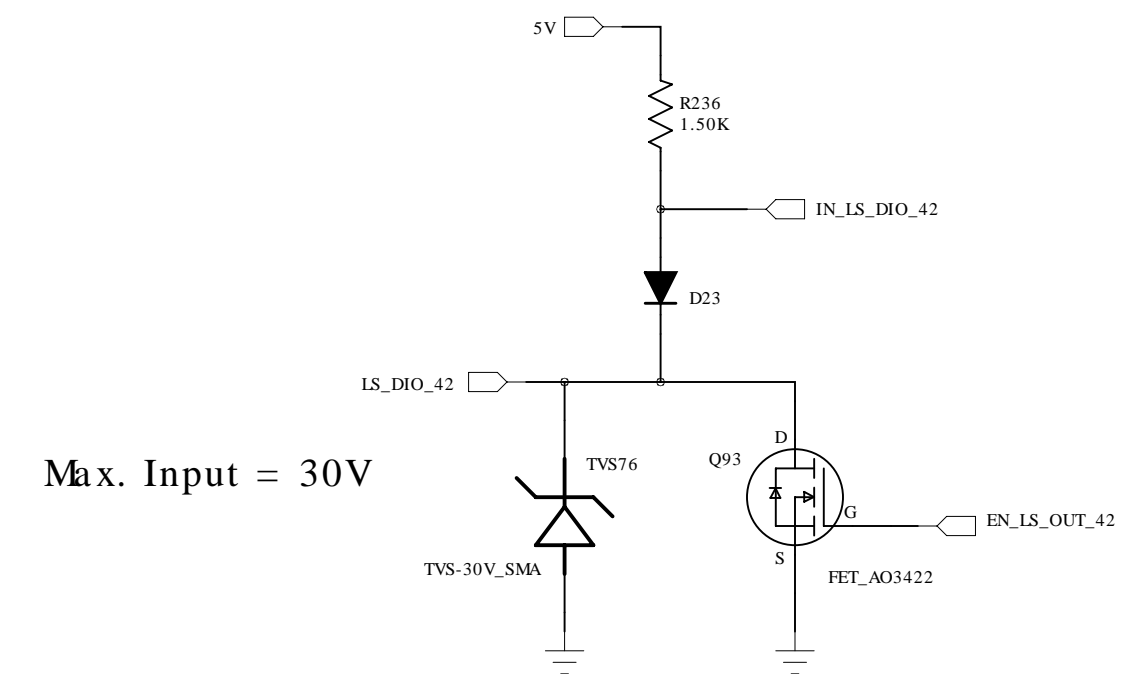 5V
R236
1.50K
IN_LS_DIO_42
D23
LS_DIO_42
D
Q93
TVS76
Max. Input = 30V
G
EN_LS_OUT_42
S
TVS-30V_SMA
FET_AO3422